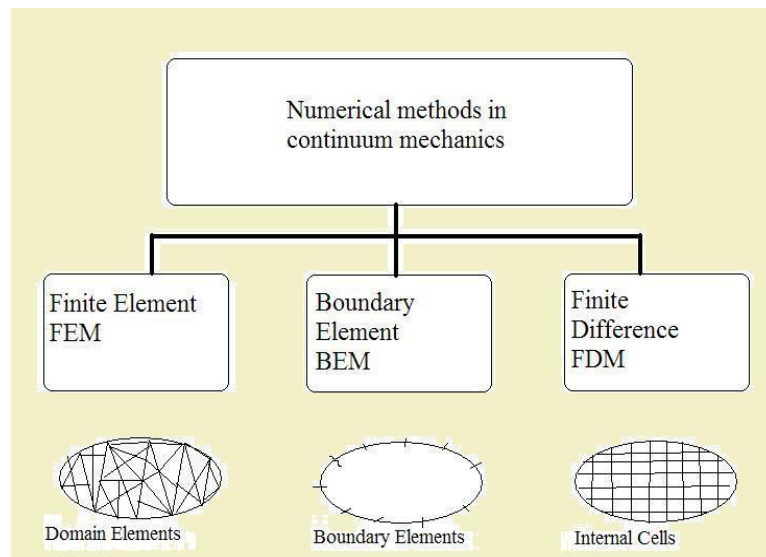 Numerical methods in
continuum mechanics
Finite Element
FEM
Boundary
Element
BEM
Finite
Difference
FDM
Domain Elements
Boundary Elements
Internal Cells